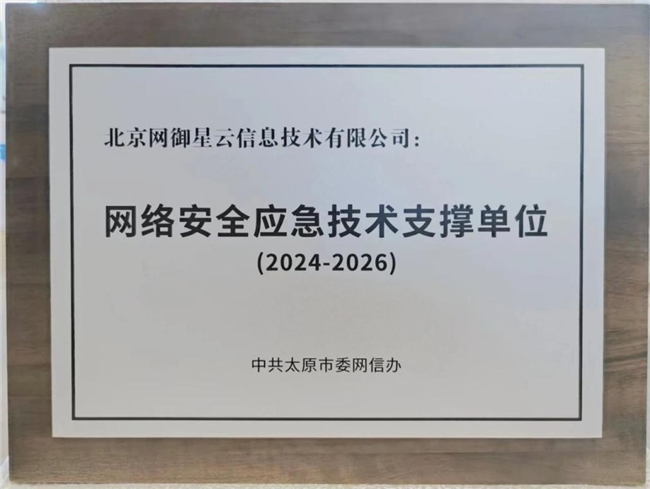 北京网御星云信息技术有限公司：
网络安全应急技术支撑单位
(2024-2026)
中共太原市委网信办